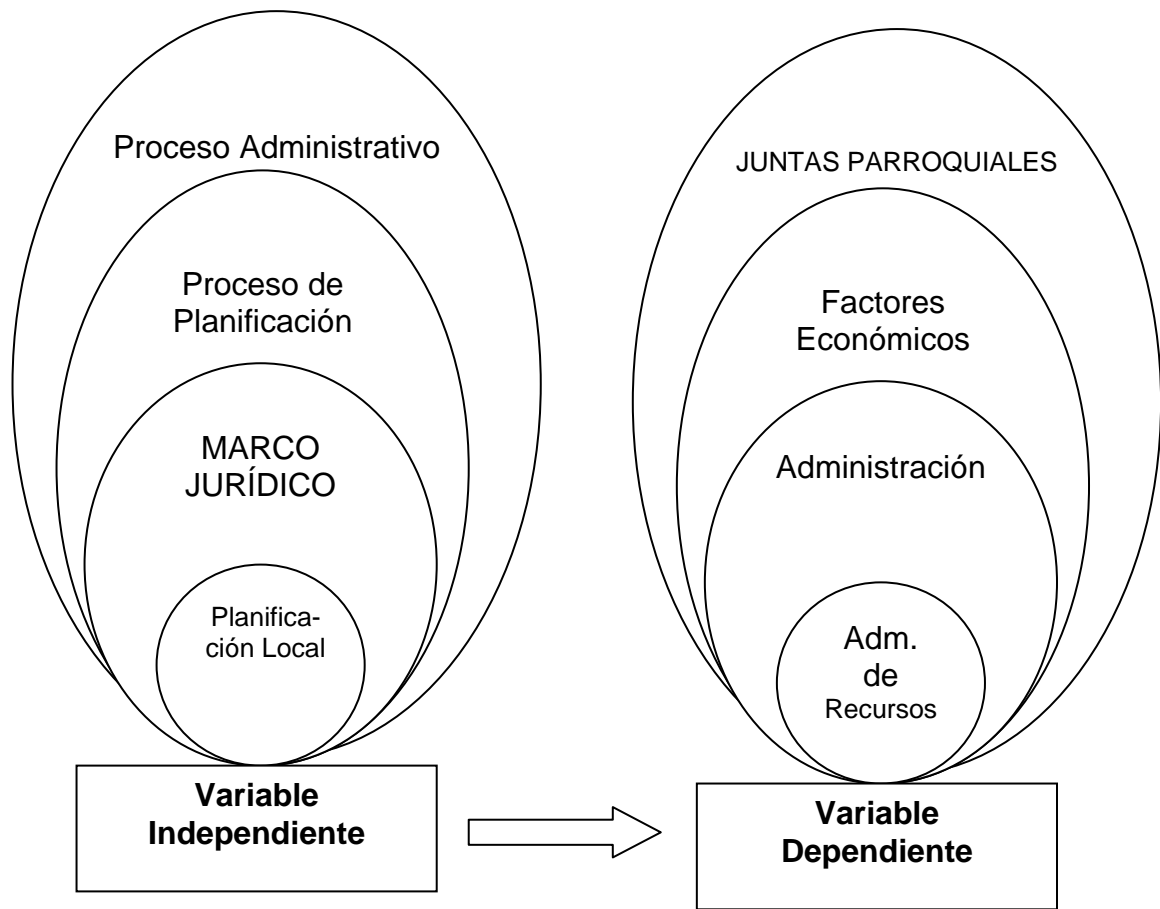 Proceso Administrativo
Proceso de
Planificación
MARCO
JURÍDICO
Planifica-
ción Local
Variable
Independiente
JUNTAS PARROQUIALES
Factores
Económicos
Administración
Adm.
de
Recursos
Variable
Dependiente